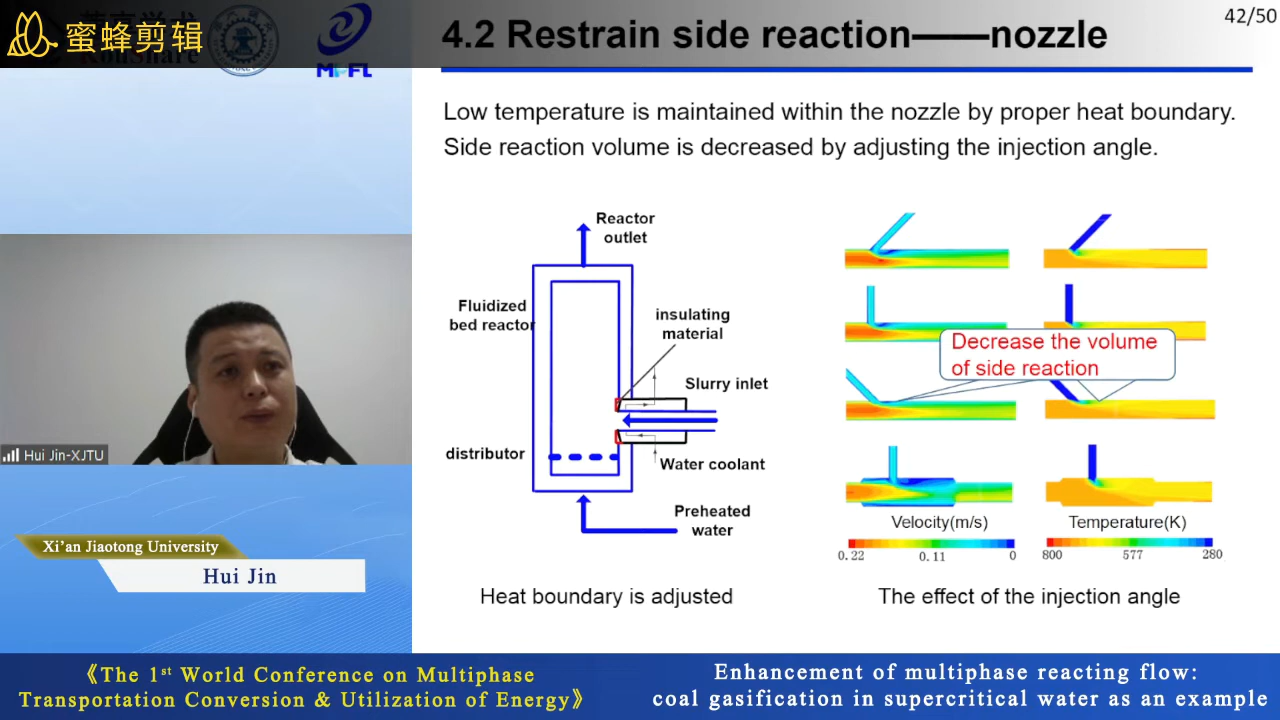 蜜蜂剪辑
KouShare
MPFL
4.2 Restrain side reaction——nozzle
42/50
Low temperature is maintained within the nozzle by proper heat boundary.
Side reaction volume is decreased by adjusting the injection angle.
Reactor
outlet
Fluidized
bed reactor
insulating
material
Slurry inlet
distributor
Water coolant
Preheated
water
Heat boundary is adjusted
Decrease the volume
of side reaction
Velocity(m/s)
0.22 0.11 0
Temperature(K)
800 577 280
The effect of the injection angle
Hui Jin-XJTU
Xi'an Jiaotong University
Hui Jin
《The 1st World Conference on Multiphase
Transportation Conversion & Utilization of Energy》
Enhancement of multiphase reacting flow:
coal gasification in supercritical water as an example